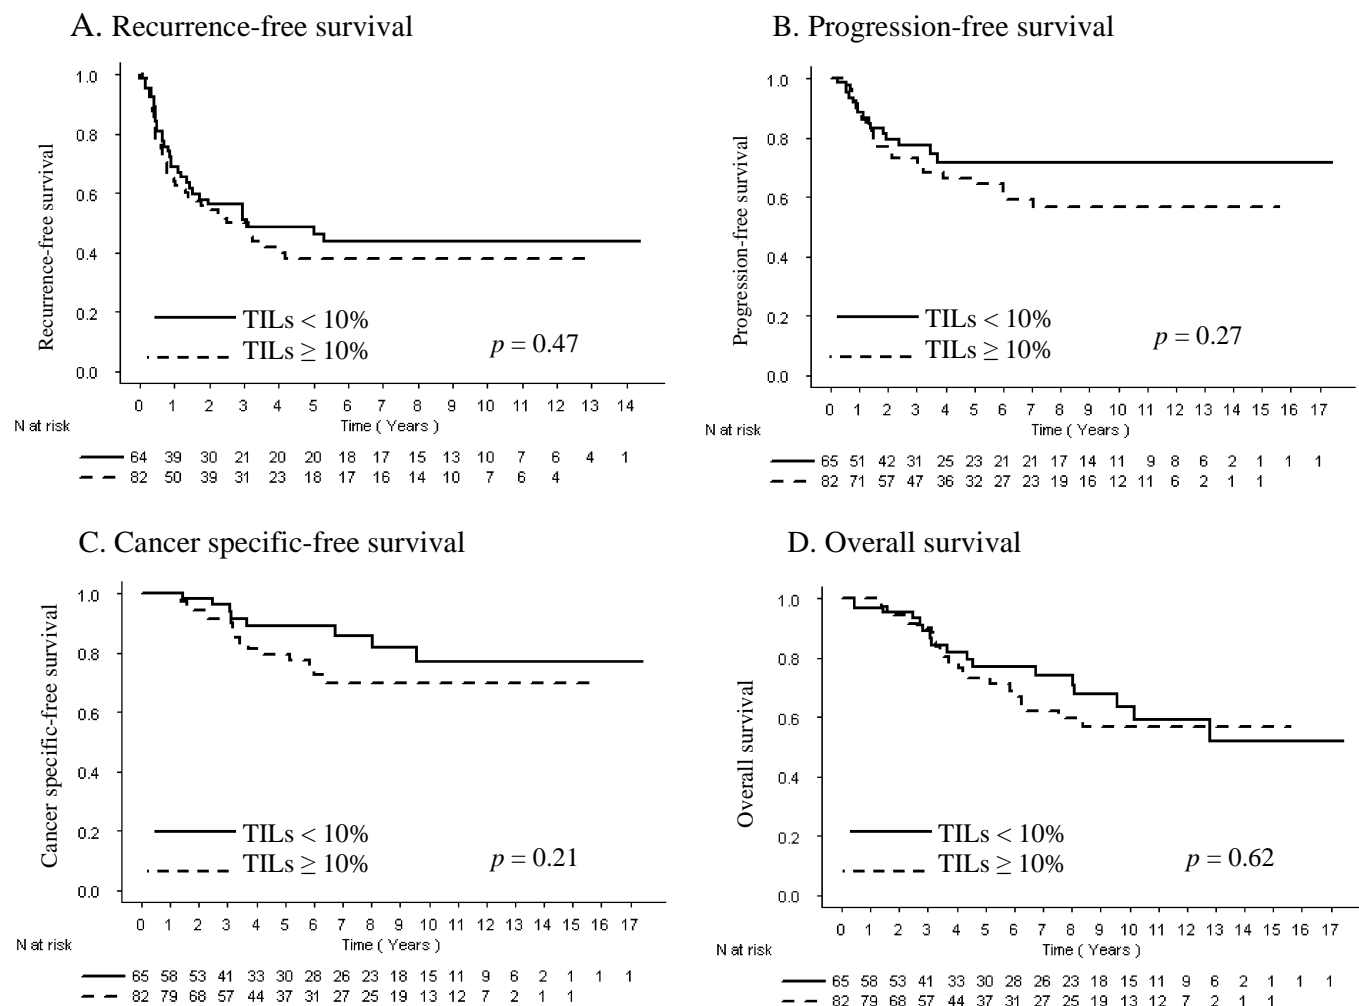 A. Recurrence-free survival
Recurrence-free survival
1.0
0.8
0.6
0.4
0.2
0.0
TILs < 10%
TILs ≥ 10%
p = 0.47
0 1 2 3 4 5 6 7 8 9 10 11 12 13 14
N at risk
Time ( Years )
64 39 30 21 20 20 18 17 15 13 10 7 6 4 1
82 50 39 31 23 18 17 16 14 10 7 6 4
B. Progression-free survival
Progression-free survival
1.0
0.8
0.6
0.4
0.2
0.0
TILs < 10%
TILs ≥ 10%
p = 0.27
0 1 2 3 4 5 6 7 8 9 10 11 12 13 14 15 16 17
N at risk
Time ( Years )
65 51 42 31 25 23 21 21 17 14 11 9 8 6 2 1 1 1
82 71 57 47 36 32 27 23 19 16 12 11 6 2 1 1
C. Cancer specific-free survival
Cancer specific-free survival
1.0
0.8
0.6
0.4
0.2
0.0
TILs < 10%
TILs ≥ 10%
p = 0.21
0 1 2 3 4 5 6 7 8 9 10 11 12 13 14 15 16 17
N at risk
Time ( Years )
65 58 53 41 33 30 28 26 23 18 15 11 9 6 2 1 1 1
82 79 68 57 44 37 31 27 25 19 13 12 7 2 1 1
D. Overall survival
Overall survival
1.0
0.8
0.6
0.4
0.2
0.0
TILs < 10%
TILs ≥ 10%
p = 0.62
0 1 2 3 4 5 6 7 8 9 10 11 12 13 14 15 16 17
N at risk
Time ( Years )
65 58 53 41 33 30 28 26 23 18 15 11 9 6 2 1 1 1
82 79 68 57 44 37 31 27 25 19 13 12 7 2 1 1